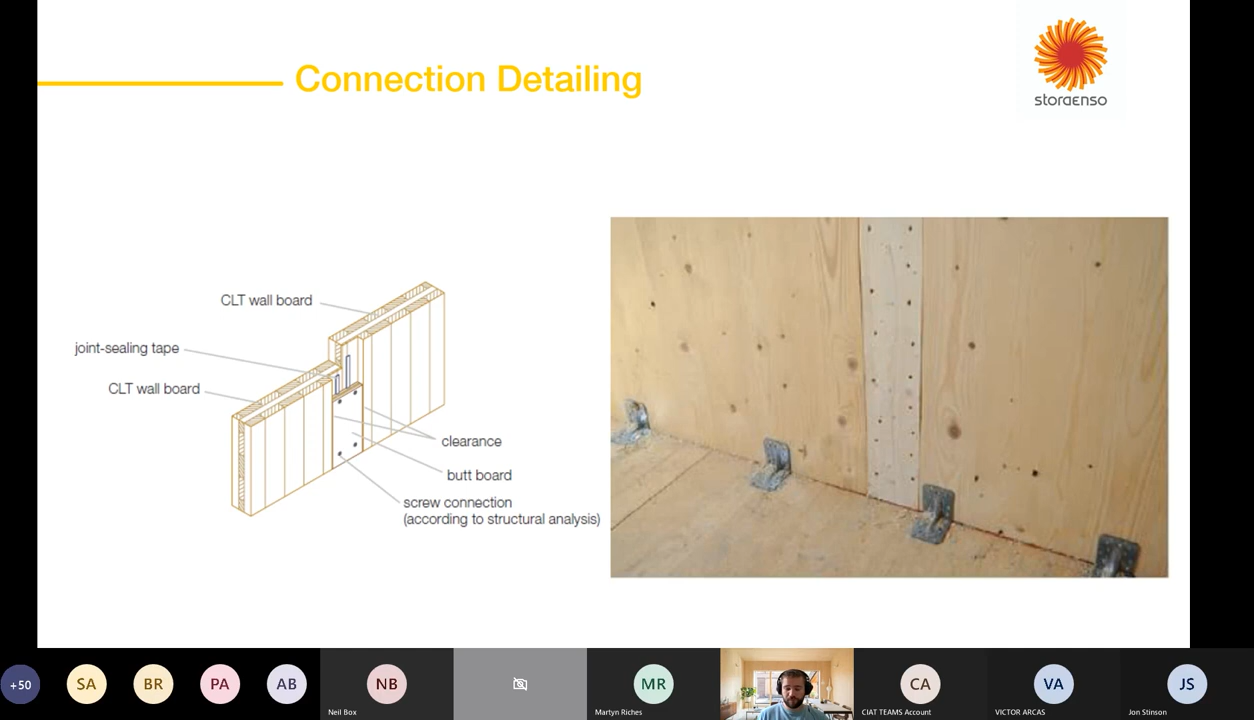 Connection Detailing
storaenso
CLT wall board
joint-sealing tape
CLT wall board
clearance
butt board
screw connection
(according to structural analysis)
+50
SA
BR
PA
AB
NB
MR
CA
VA
JS
Neil Box
Martyn Riches
CIAT TEAMS Account
VICTOR ARCAS
Jon Stinson